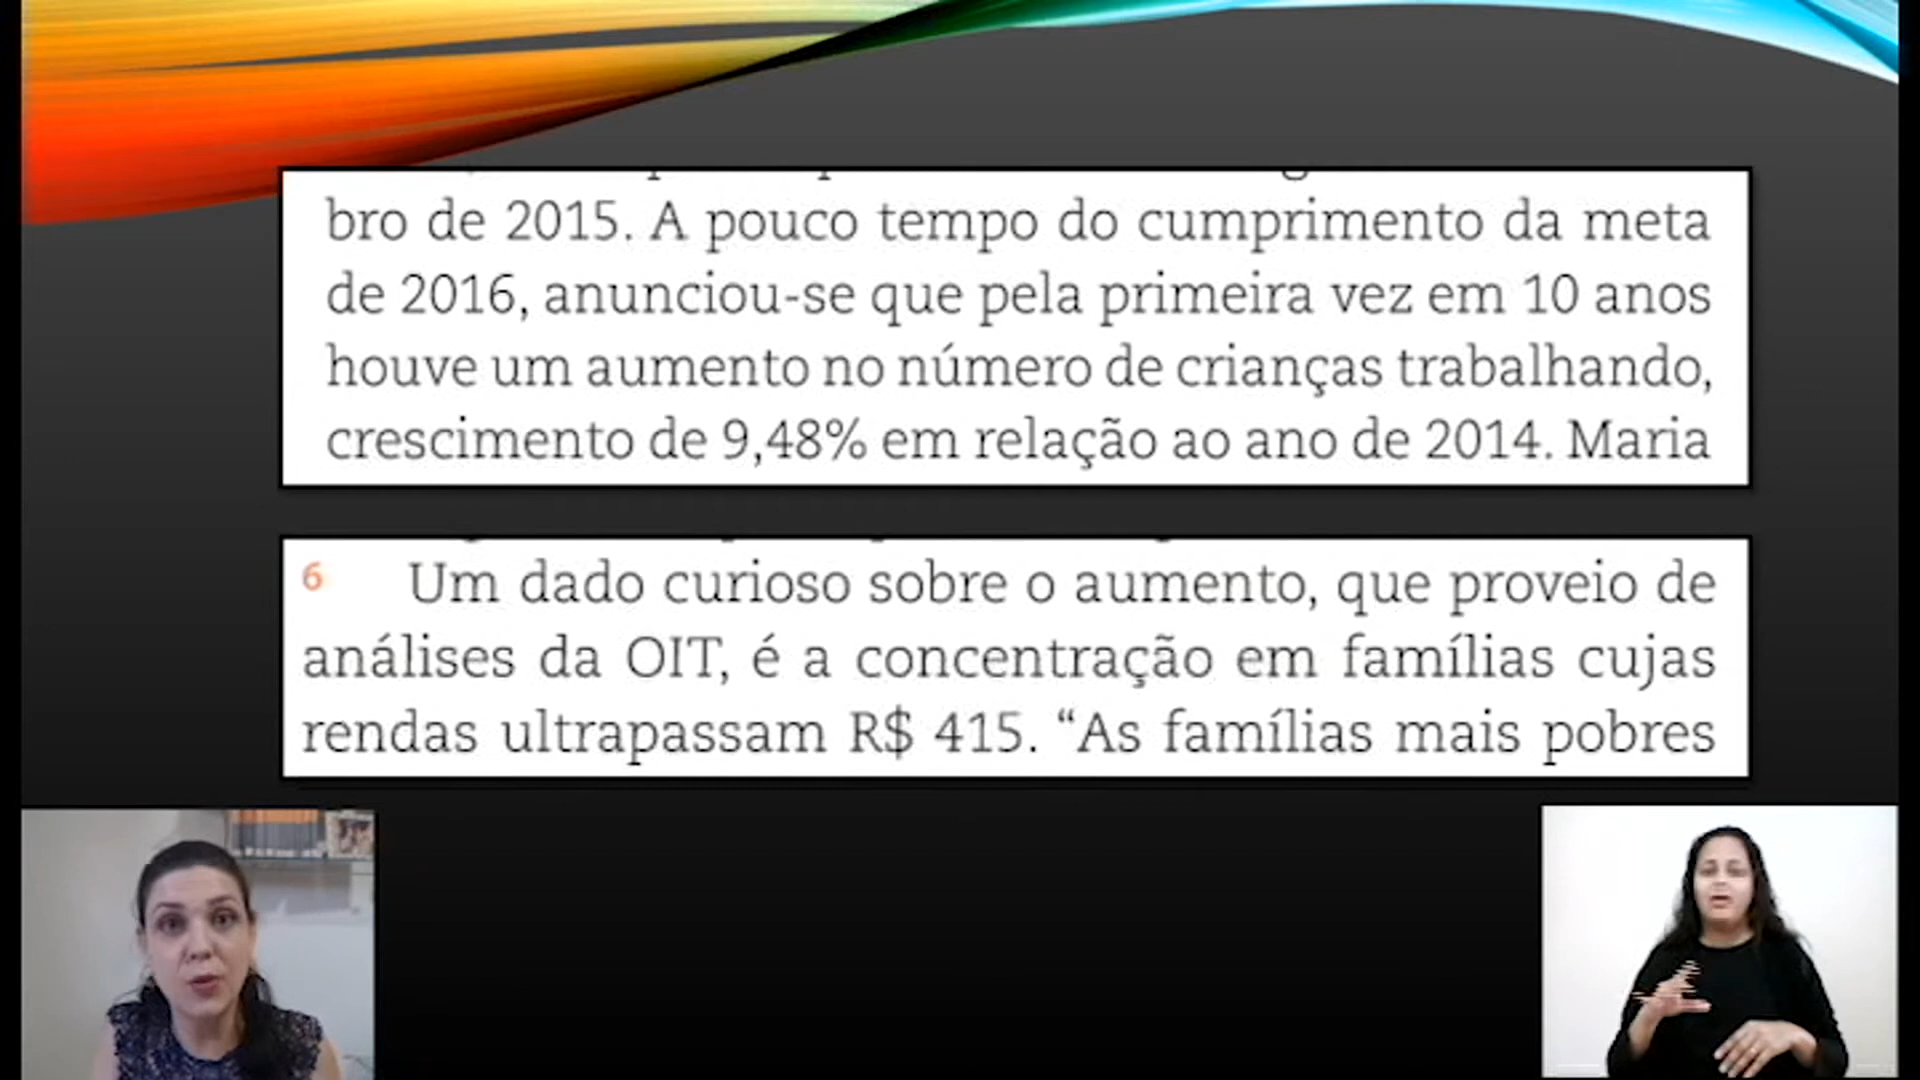 bro de 2015. A pouco tempo do cumprimento da meta
de 2016, anunciou-se que pela primeira vez em 10 anos
houve um aumento no número de crianças trabalhando,
crescimento de 9,48% em relação ao ano de 2014. Maria
6 Um dado curioso sobre o aumento, que proveio de
análises da OIT, é a concentração em famílias cujas
rendas ultrapassam R$ 415. “As famílias mais pobres